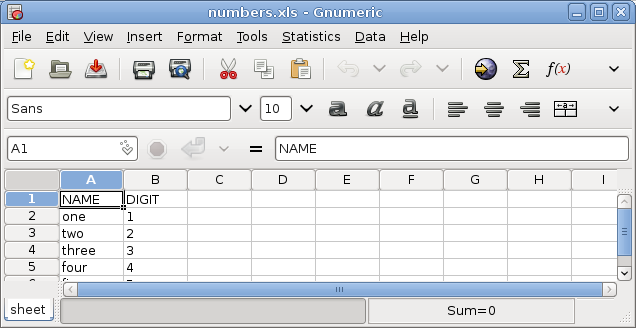 numbers.xls - Gnumeric
File Edit View Insert Format Tools Statistics Data Help
Σ f(x)
Sans 10 a a a
A1 = NAME
A B C D E F G H I
1 NAME DIGIT
2 one 1
3 two 2
4 three 3
5 four 4
sheet Sum=0